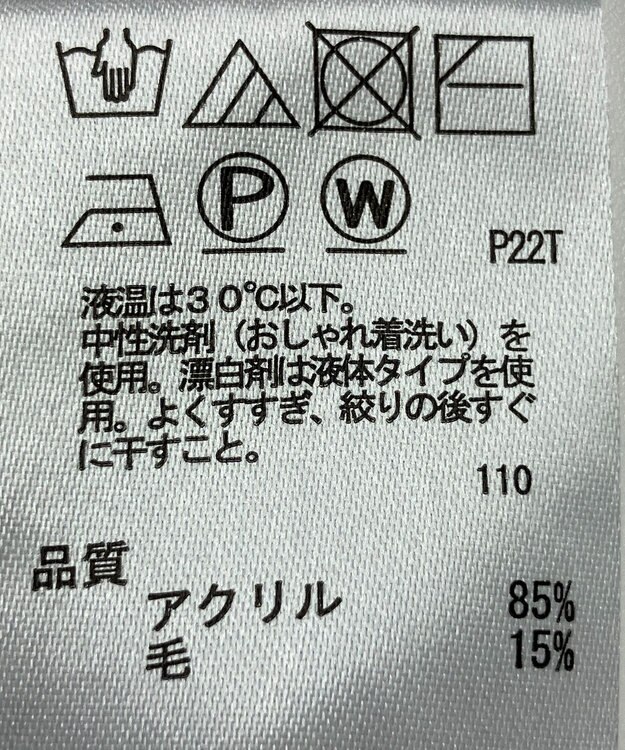 P W
P22T
液温は30℃以下。
中性洗剤（おしゃれ着洗い）を
使用。漂白剤は液体タイプを使
用。よくすすぎ、絞りの後すぐ
に干すこと。
110
品質
アクリル 85%
毛 15%